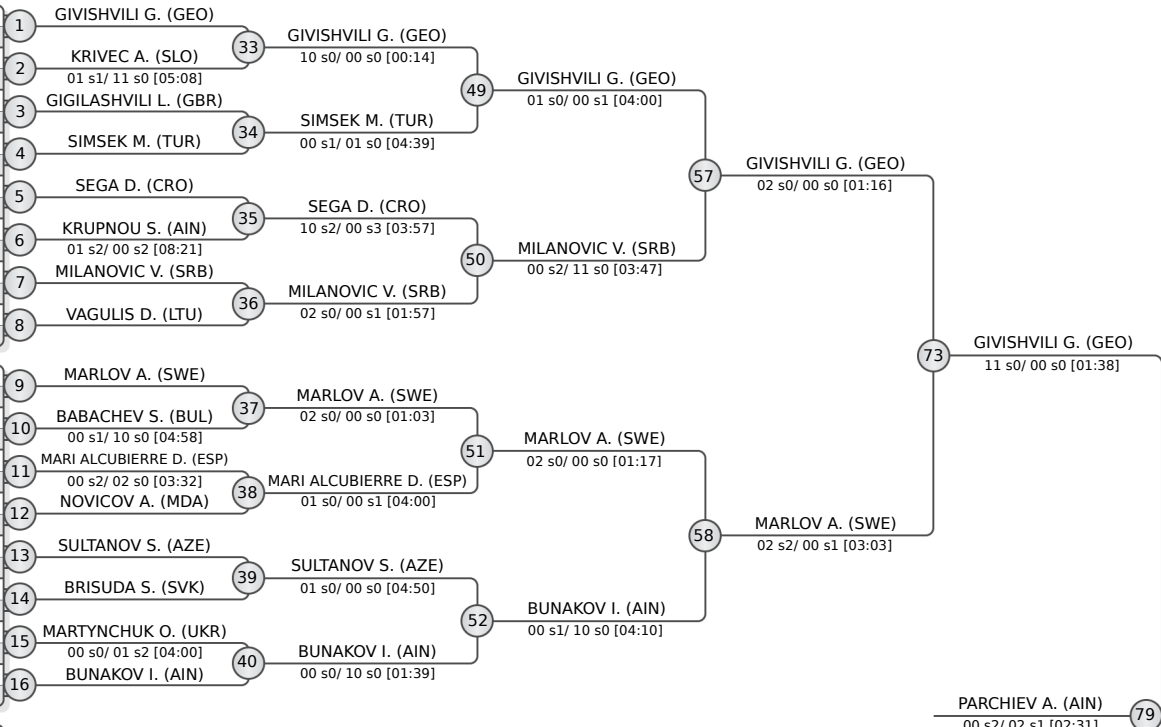 1
GIVISHVILI G. (GEO)
2
KRIVEC A. (SLO)
01 s1/ 11 s0 [05:08]
33
GIVISHVILI G. (GEO)
10 s0/ 00 s0 [00:14]
3
GIGILASHVILI L. (GBR)
4
SIMSEK M. (TUR)
34
SIMSEK M. (TUR)
00 s1/ 01 s0 [04:39]
49
GIVISHVILI G. (GEO)
01 s0/ 00 s1 [04:00]
5
SEGA D. (CRO)
6
KRUPNOU S. (AIN)
01 s2/ 00 s2 [08:21]
35
SEGA D. (CRO)
10 s2/ 00 s3 [03:57]
7
MILANOVIC V. (SRB)
8
VAGULIS D. (LTU)
36
MILANOVIC V. (SRB)
02 s0/ 00 s1 [01:57]
50
MILANOVIC V. (SRB)
00 s2/ 11 s0 [03:47]
57
GIVISHVILI G. (GEO)
02 s0/ 00 s0 [01:16]
9
MARLOV A. (SWE)
10
BABACHEV S. (BUL)
00 s1/ 10 s0 [04:58]
37
MARLOV A. (SWE)
02 s0/ 00 s0 [01:03]
11
MARI ALCUBIERRE D. (ESP)
00 s2/ 02 s0 [03:32]
12
NOVICOV A. (MDA)
38
MARI ALCUBIERRE D. (ESP)
01 s0/ 00 s1 [04:00]
51
MARLOV A. (SWE)
02 s0/ 00 s0 [01:17]
13
SULTANOV S. (AZE)
14
BRISUDA S. (SVK)
39
SULTANOV S. (AZE)
01 s0/ 00 s0 [04:50]
15
MARTYNCHUK O. (UKR)
00 s0/ 01 s2 [04:00]
16
BUNAKOV I. (AIN)
40
BUNAKOV I. (AIN)
00 s0/ 10 s0 [01:39]
52
BUNAKOV I. (AIN)
00 s1/ 10 s0 [04:10]
58
MARLOV A. (SWE)
02 s2/ 00 s1 [03:03]
73
GIVISHVILI G. (GEO)
11 s0/ 00 s0 [01:38]
PARCHIEV A. (AIN)
00 s2/ 02 s1 [02:31]
79